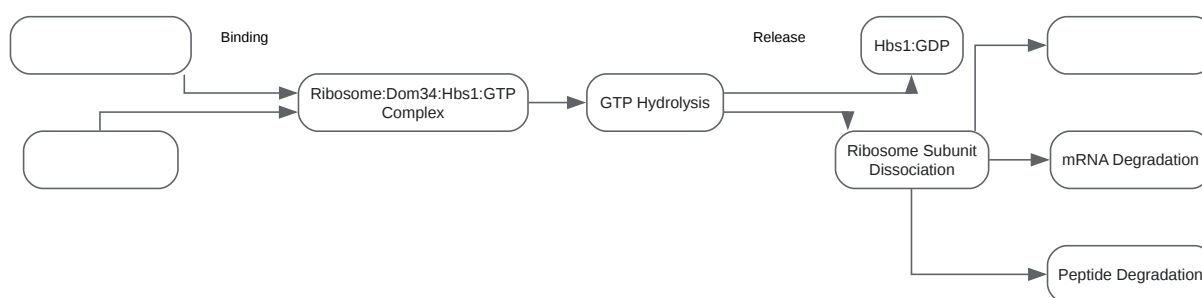 Binding
Release
Hbs1:GDP
Ribosome:Dom34:Hbs1:GTP
Complex
GTP Hydrolysis
Ribosome Subunit
Dissociation
mRNA Degradation
Peptide Degradation